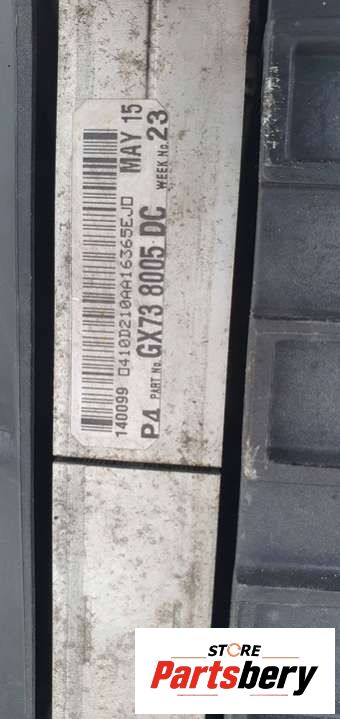 MAY 15
140099 0410D210AA16365EJD
P4 PART No. GX73 8005 DC WEEK No. 23
STORE
Partsbery